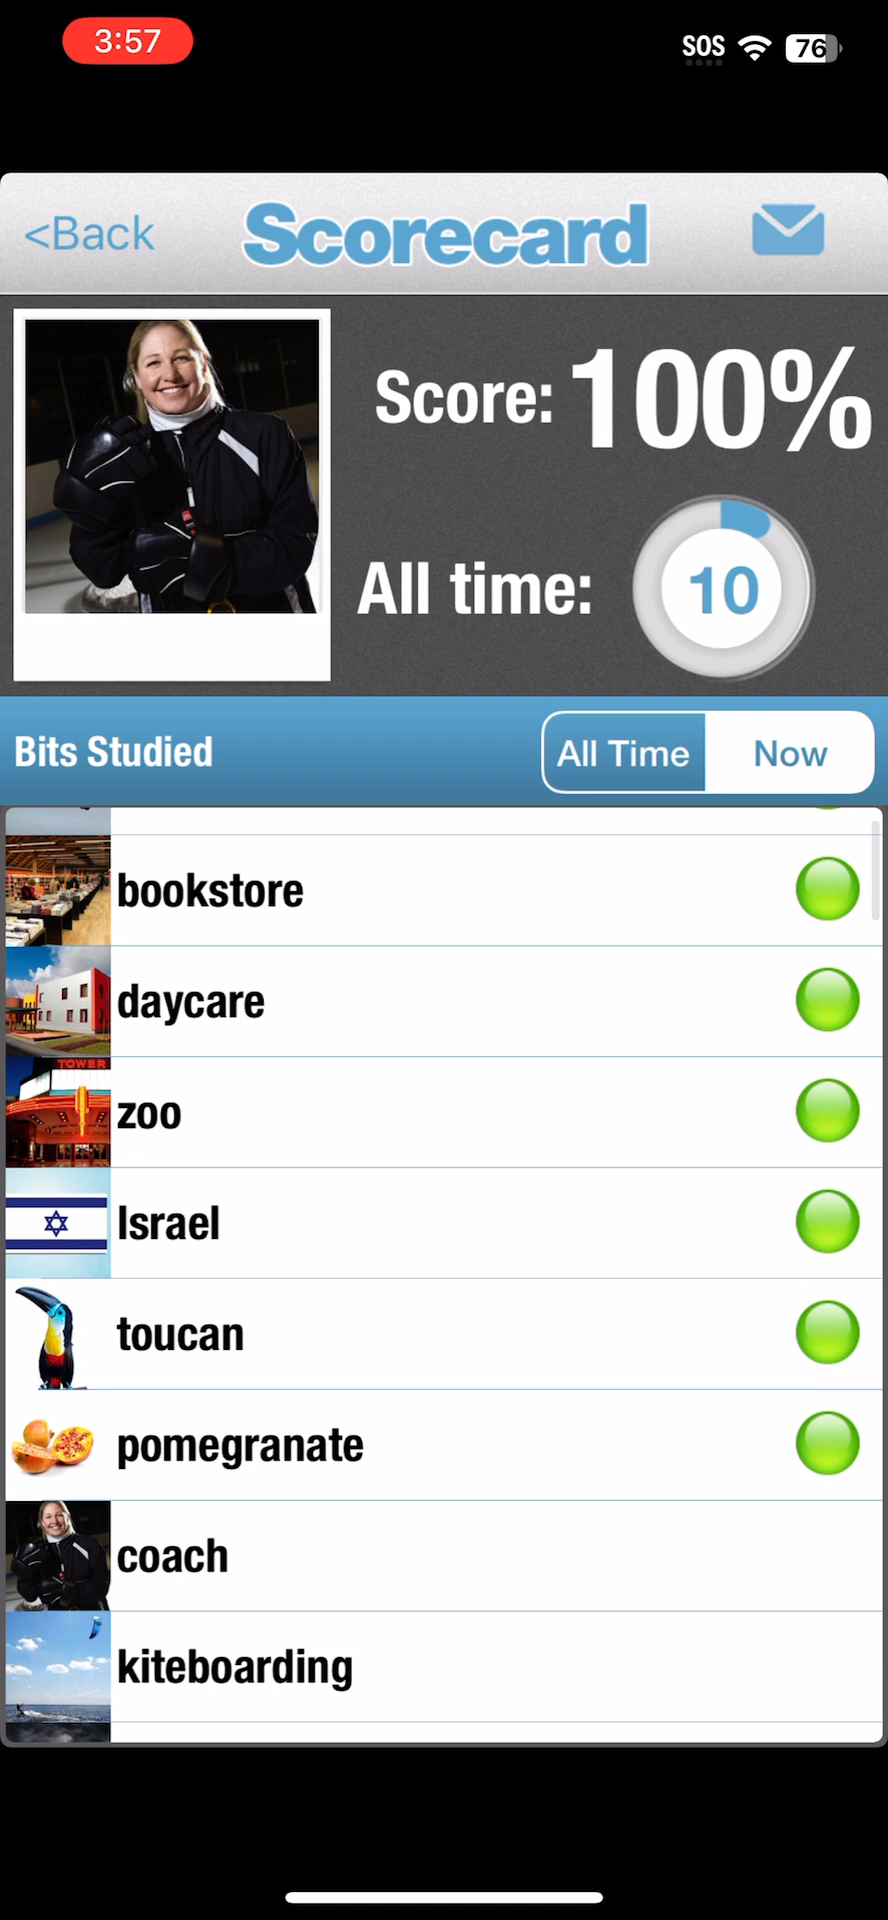 3:57
SOS
76
<Back
Scorecard
Score: 100%
All time:
10
Bits Studied
All Time
Now
bookstore
daycare
TOWER
zoo
Israel
toucan
pomegranate
coach
kiteboarding